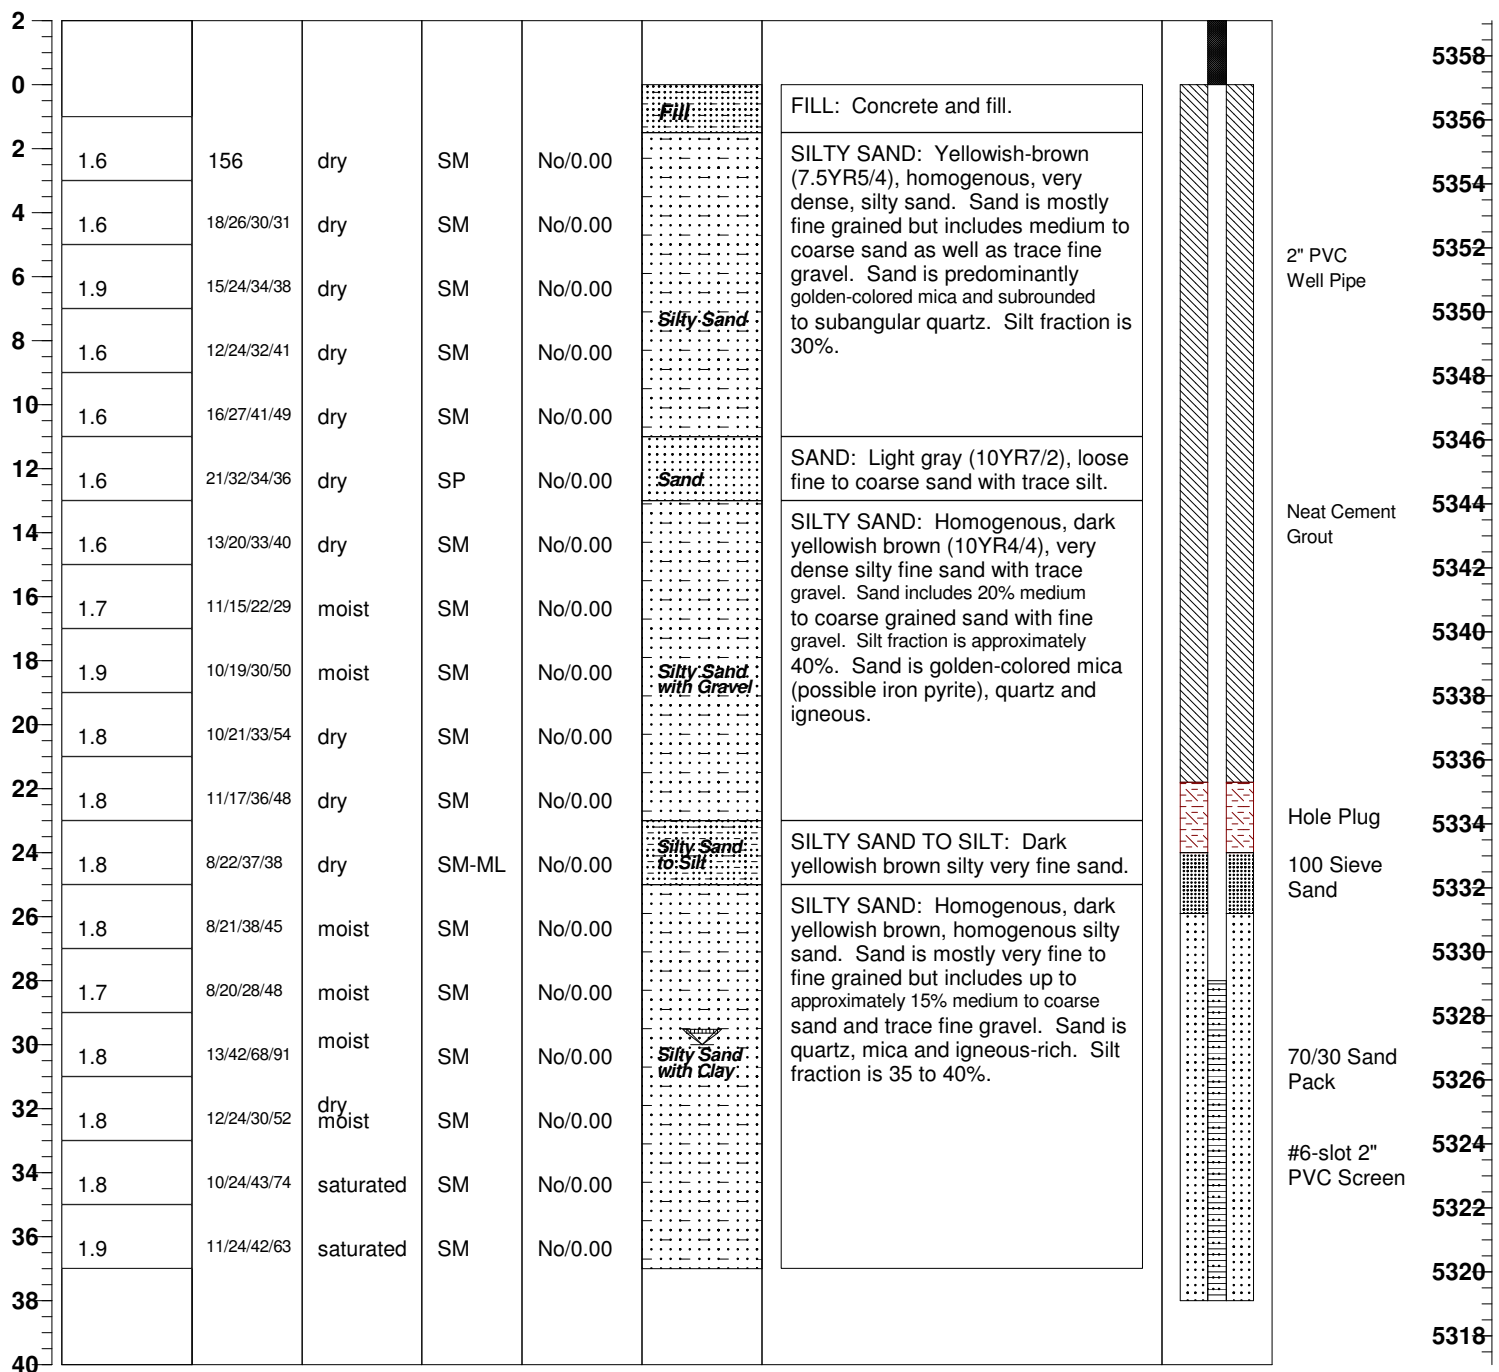 2
0
2
4
6
8
10
12
14
16
18
20
22
24
26
28
30
32
34
36
38
40
1.6 156 dry SM No/0.00
1.6 18/26/30/31 dry SM No/0.00
1.9 15/24/34/38 dry SM No/0.00
1.6 12/24/32/41 dry SM No/0.00
1.6 16/27/41/49 dry SM No/0.00
1.6 21/32/34/36 dry SP No/0.00
1.6 13/20/33/40 dry SM No/0.00
1.7 11/15/22/29 moist SM No/0.00
1.9 10/19/30/50 moist SM No/0.00
1.8 10/21/33/54 dry SM No/0.00
1.8 11/17/36/48 dry SM No/0.00
1.8 8/22/37/38 dry SM-ML No/0.00
1.8 8/21/38/45 moist SM No/0.00
1.7 8/20/28/48 moist SM No/0.00
moist
1.8 13/42/68/91 SM No/0.00
dry
1.8 12/24/30/52 moist SM No/0.00
1.8 10/24/43/74 saturated SM No/0.00
1.9 11/24/42/63 saturated SM No/0.00
Fill
Silty Sand
Sand
Silty Sand
with Gravel
Silty Sand
to Silt
Silty Sand
with Clay
FILL: Concrete and fill.
SILTY SAND: Yellowish-brown
(7.5YR5/4), homogenous, very
dense, silty sand. Sand is mostly
fine grained but includes medium to
coarse sand as well as trace fine
gravel. Sand is predominantly
golden-colored mica and subrounded
to subangular quartz. Silt fraction is
30%.
SAND: Light gray (10YR7/2), loose
fine to coarse sand with trace silt.
SILTY SAND: Homogenous, dark
yellowish brown (10YR4/4), very
dense silty fine sand with trace
gravel. Sand includes 20% medium
to coarse grained sand with fine
gravel. Silt fraction is approximately
40%. Sand is golden-colored mica
(possible iron pyrite), quartz and
igneous.
SILTY SAND TO SILT: Dark
yellowish brown silty very fine sand.
SILTY SAND: Homogenous, dark
yellowish brown, homogenous silty
sand. Sand is mostly very fine to
fine grained but includes up to
approximately 15% medium to coarse
sand and trace fine gravel. Sand is
quartz, mica and igneous-rich. Silt
fraction is 35 to 40%.
2" PVC
Well Pipe
Neat Cement
Grout
Hole Plug
100 Sieve
Sand
70/30 Sand
Pack
#6-slot 2"
PVC Screen
5358
5356
5354
5352
5350
5348
5346
5344
5342
5340
5338
5336
5334
5332
5330
5328
5326
5324
5322
5320
5318